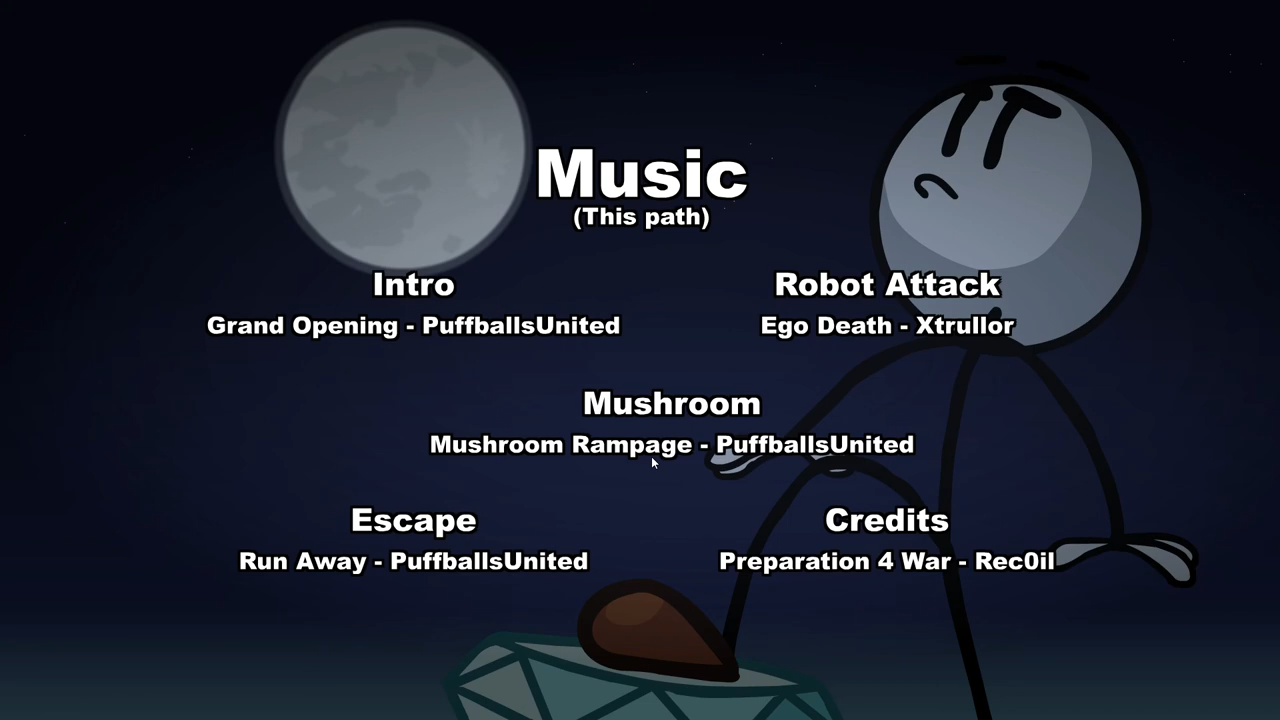 Music
(This path)
Intro
Grand Opening - PuffballsUnited
Robot Attack
Ego Death - Xtrullor
Mushroom
Mushroom Rampage - PuffballsUnited
Escape
Run Away - PuffballsUnited
Credits
Preparation 4 War - Rec0il